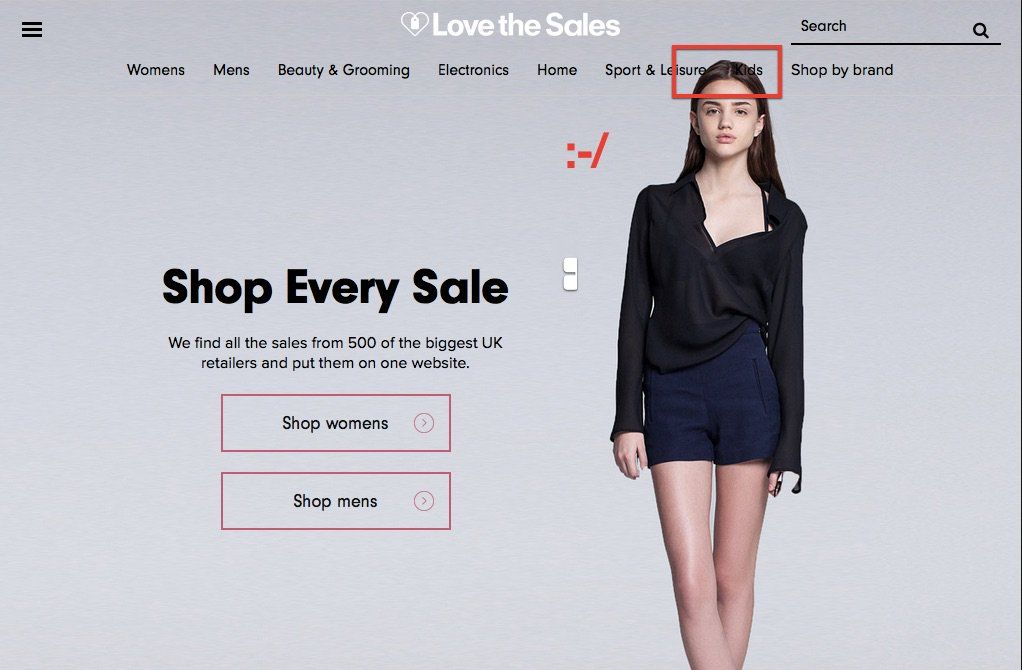 Love the Sales
Search
Womens Mens Beauty & Grooming Electronics Home Sport & Leisure Kids Shop by brand
:-/
Shop Every Sale
We find all the sales from 500 of the biggest UK
retailers and put them on one website.
Shop womens
Shop mens